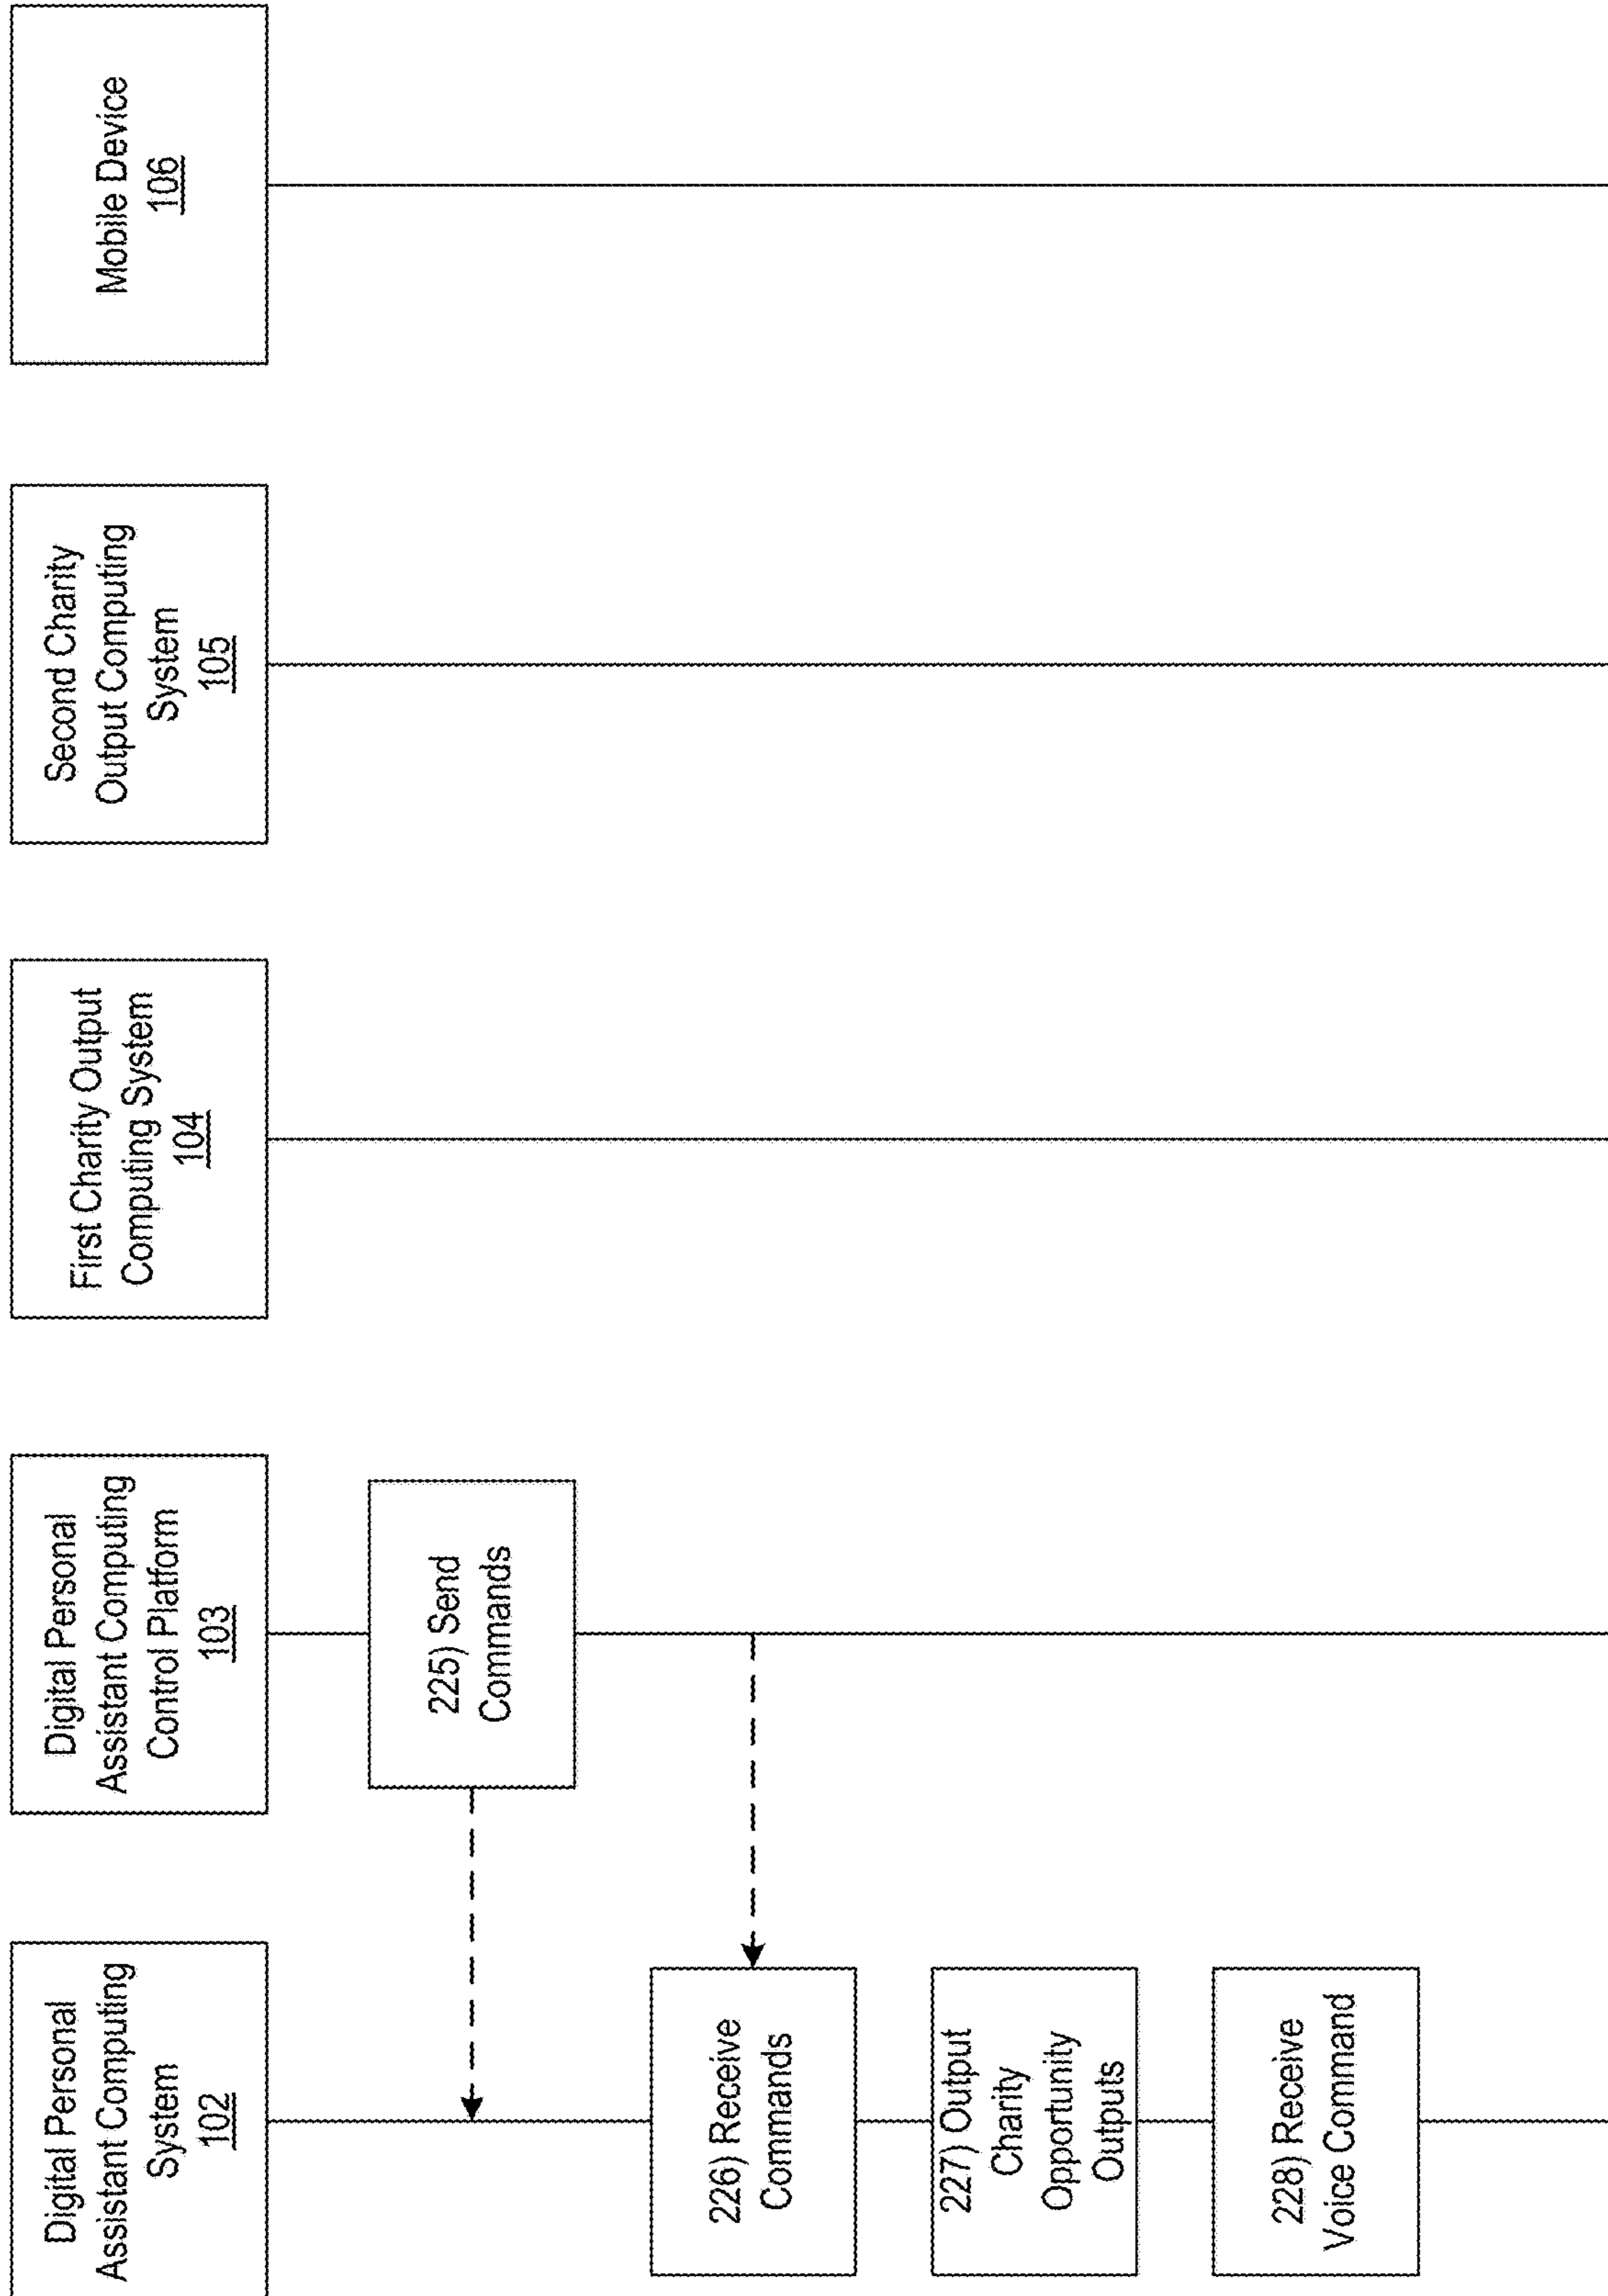 Digital Personal
Assistant Computing
System
102
Digital Personal
Assistant Computing
Control Platform
103
First Charity Output
Computing System
104
Second Charity
Output Computing
System
105
Mobile Device
106
225) Send
Commands
226) Receive
Commands
227) Output
Charity
Opportunity
Outputs
228) Receive
Voice Command